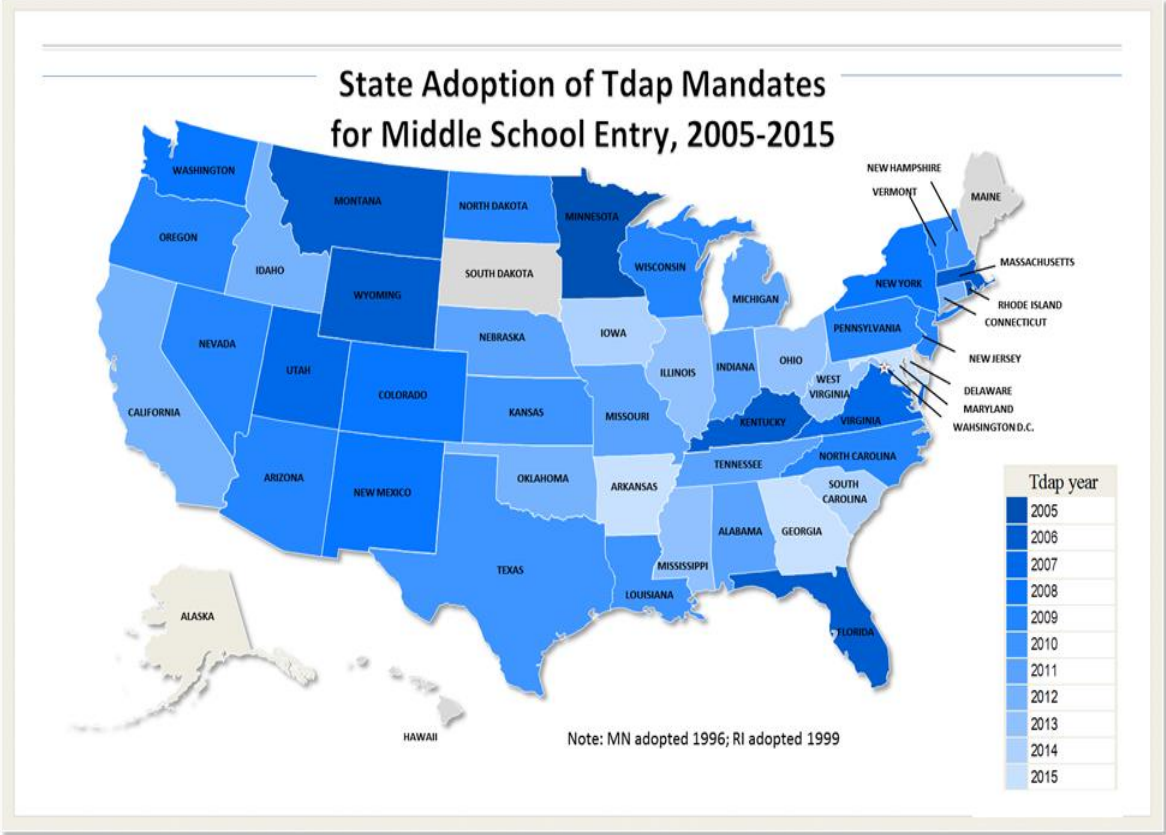 State Adoption of Tdap Mandates
for Middle School Entry, 2005-2015
WASHINGTON
OREGON
CALIFORNIA
NEVADA
IDAHO
MONTANA
WYOMING
UTAH
COLORADO
ARIZONA
NEW MEXICO
NORTH DAKOTA
SOUTH DAKOTA
NEBRASKA
KANSAS
OKLAHOMA
TEXAS
MINNESOTA
IOWA
MISSOURI
ARKANSAS
LOUISIANA
WISCONSIN
ILLINOIS
MICHIGAN
INDIANA
OHIO
KENTUCKY
TENNESSEE
MISSISSIPPI
ALABAMA
GEORGIA
FLORIDA
SOUTH
CAROLINA
NORTH CAROLINA
VIRGINIA
WEST
VIRGINIA
PENNSYLVANIA
NEW YORK
NEW HAMPSHIRE
VERMONT
MAINE
MASSACHUSETTS
RHODE ISLAND
CONNECTICUT
NEW JERSEY
DELAWARE
MARYLAND
WAHSINGTON D.C.
ALASKA
HAWAII
Note: MN adopted 1996; RI adopted 1999
Tdap year
2005
2006
2007
2008
2009
2010
2011
2012
2013
2014
2015